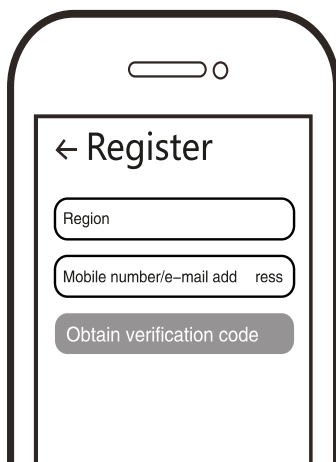 ← Register
Region
Mobile number/e-mail add ress
Obtain verification code